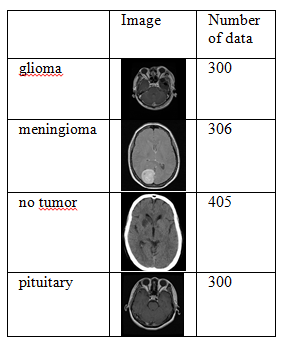 Image Number
of data
glioma 300
meningioma 306
no tumor 405
pituitary 300